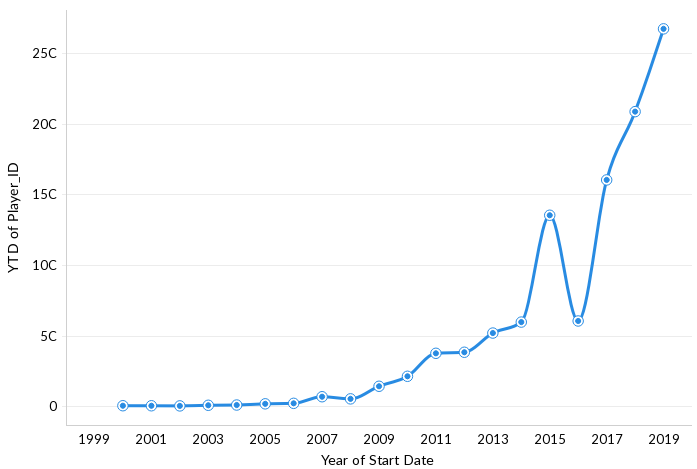 25C
20C
15C
10C
5C
0
YTD of Player_ID
1999 2001 2003 2005 2007 2009 2011 2013 2015 2017 2019
Year of Start Date